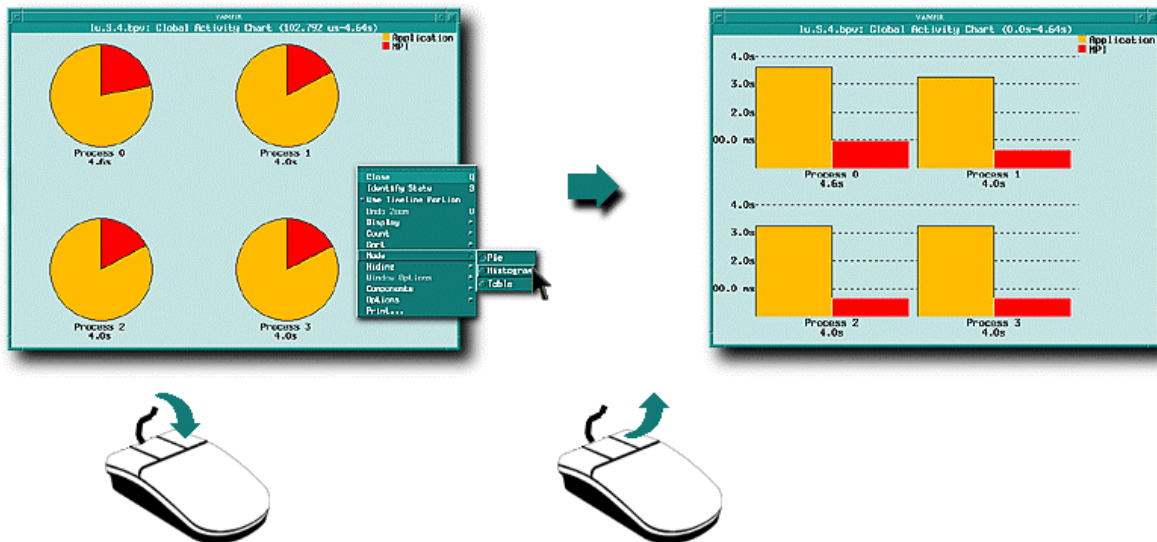 VAMPIR
lu.S.4.bpv: Global Activity Chart (102.792 us-4.64s)
Application
MPI
Process 0
4.6s
Process 1
4.0s
Process 2
4.0s
Process 3
4.0s
Close
Identify State S
Use Timeline Portion
Undo Zoom U
Display
Count
Sort
Mode
Hiding
Window Options
Components
Options
Print...
Pie
Histogram
Table
VAMPIR
lu.S.4.bpv: Global Activity Chart (0.0s-4.64s)
Application
MPI
4.0s
3.0s
2.0s
00.0 ms
Process 0
4.6s
Process 1
4.0s
4.0s
3.0s
2.0s
00.0 ms
Process 2
4.0s
Process 3
4.0s